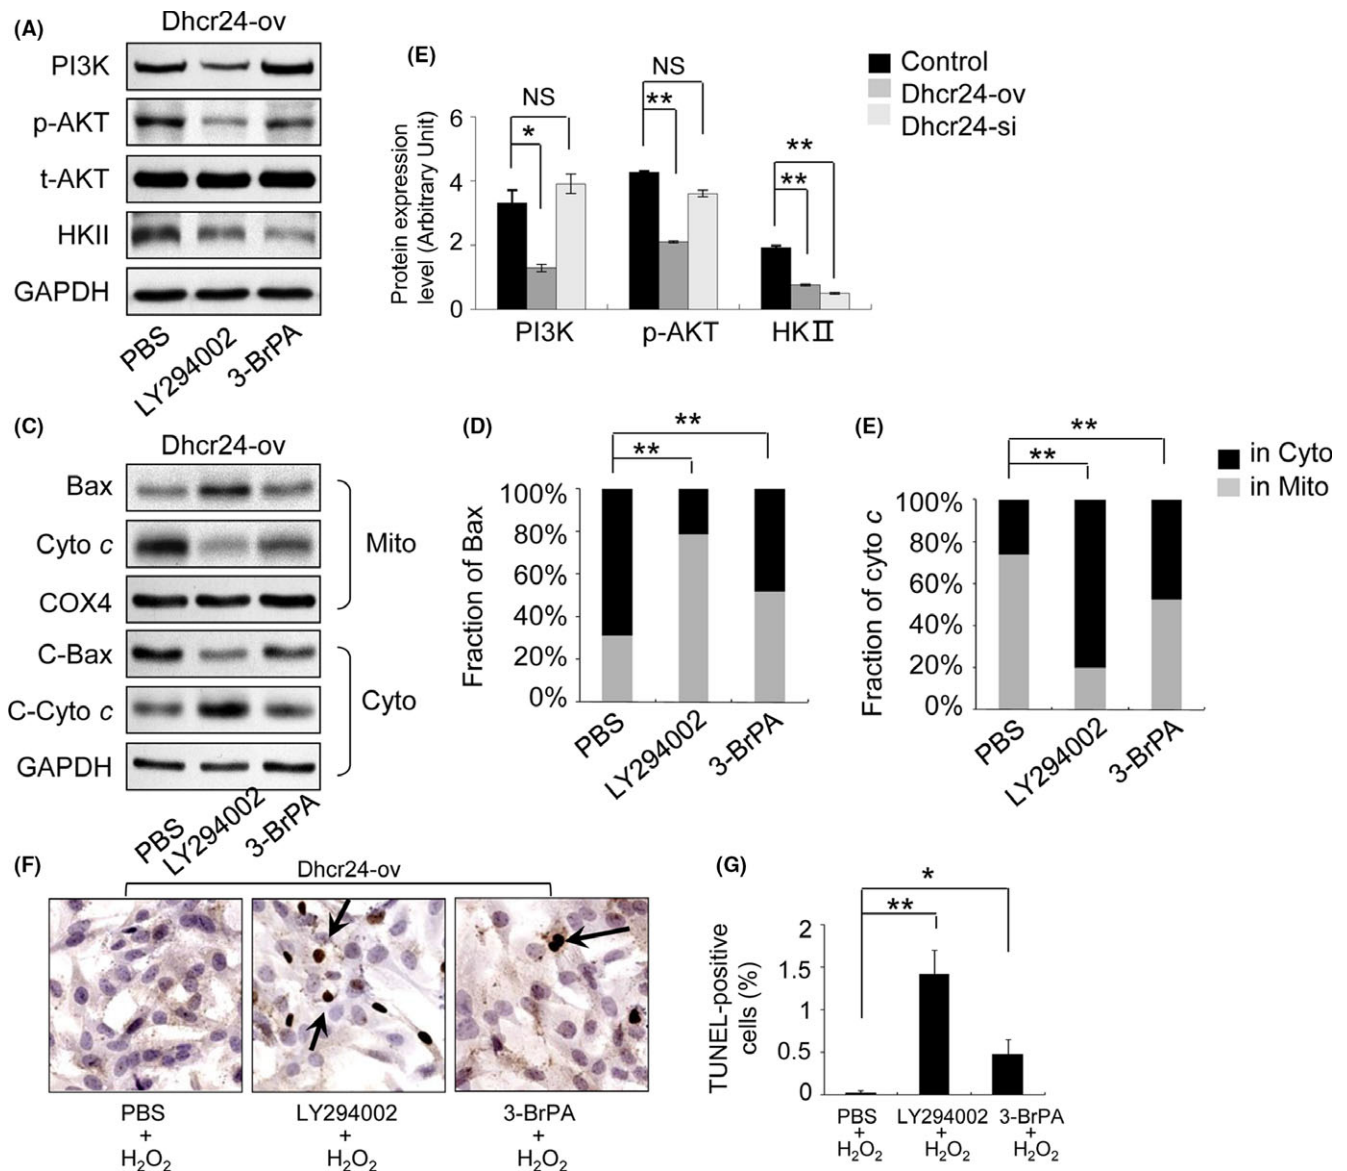 (A)
Dhcr24-ov
PI3K
p-AKT
t-AKT
HKII
GAPDH
PBS
LY294002
3-BrPA
(E)
Control
Dhcr24-ov
Dhcr24-si
Protein expression
level (Arbitrary Unit)
6
4
2
0
NS
*
NS
**
**
**
PI3K
p-AKT
HKⅡ
(C)
Dhcr24-ov
Bax
Cyto c
COX4
Mito
C-Bax
C-Cyto c
GAPDH
Cyto
PBS
LY294002
3-BrPA
(D)
**
**
Fraction of Bax
100%
80%
60%
40%
20%
0%
PBS
LY294002
3-BrPA
(E)
**
**
in Cyto
in Mito
Fraction of cyto c
100%
80%
60%
40%
20%
0%
PBS
LY294002
3-BrPA
(F)
Dhcr24-ov
PBS
+
H2O2
LY294002
+
H2O2
3-BrPA
+
H2O2
(G)
*
**
TUNEL-positive
cells (%)
2
1.5
1
0.5
0
PBS
+
H2O2
LY294002
+
H2O2
3-BrPA
+
H2O2